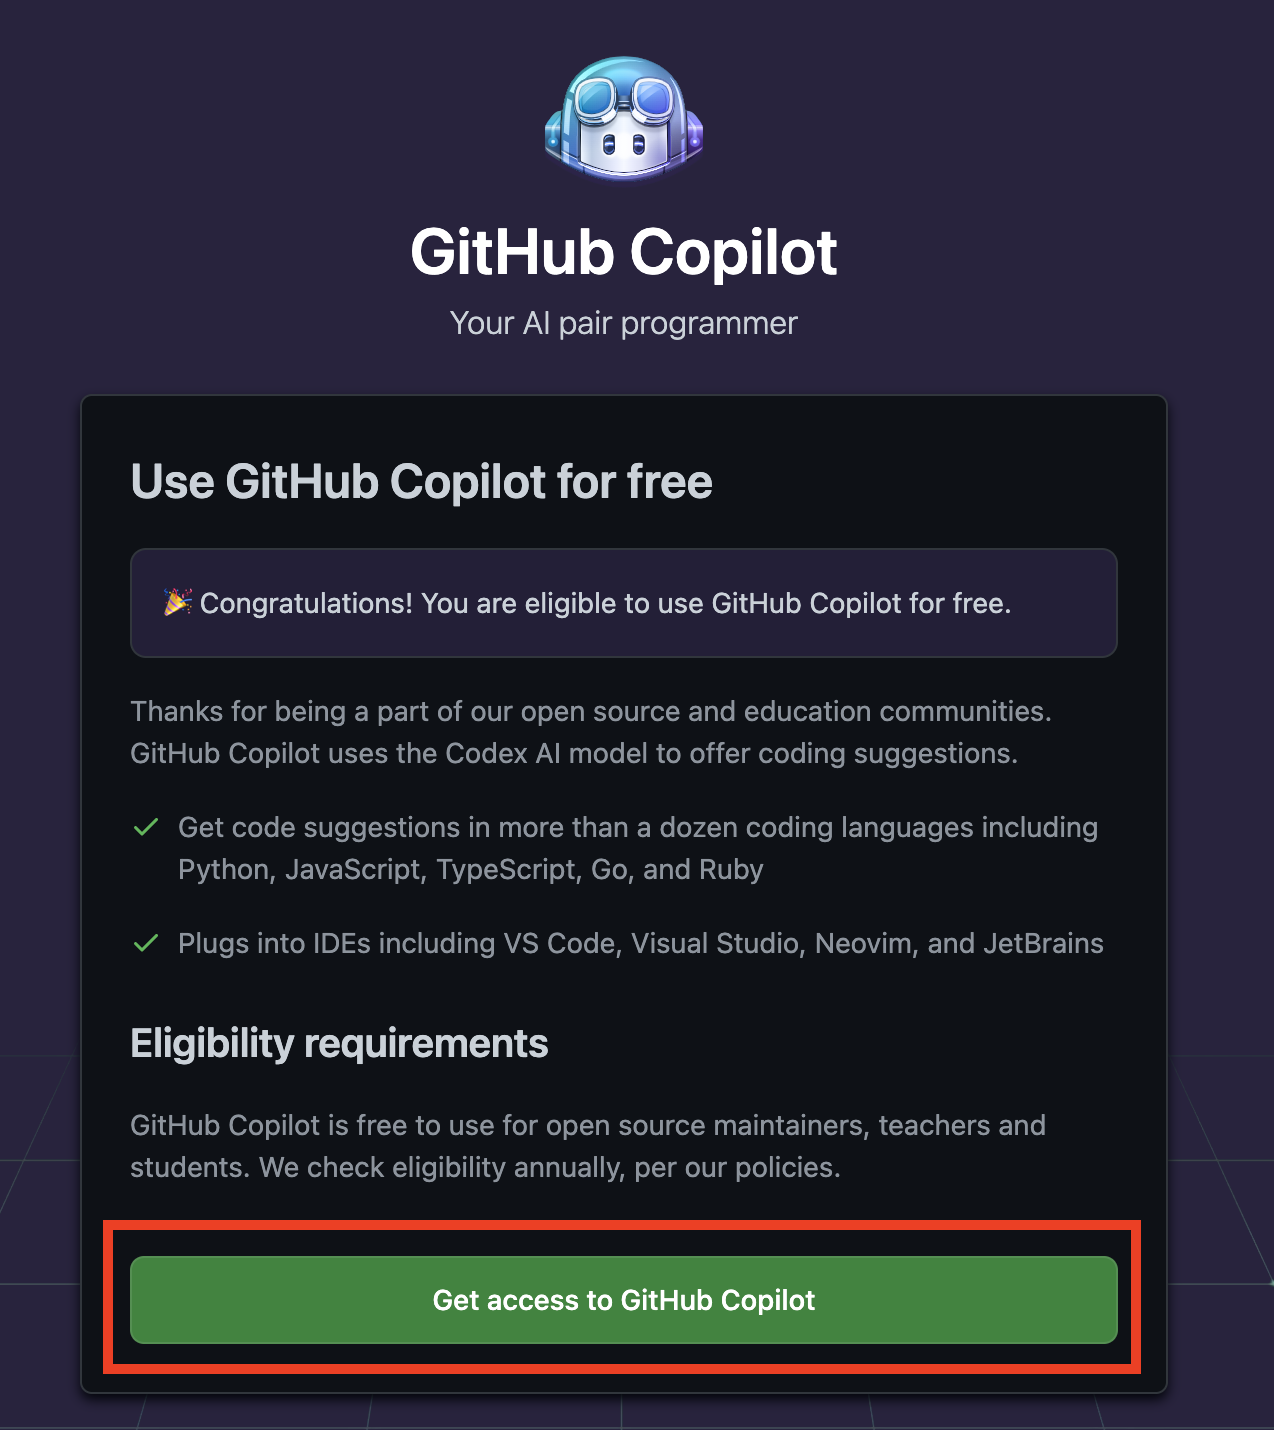 GitHub Copilot
Your AI pair programmer
Use GitHub Copilot for free
🎉 Congratulations! You are eligible to use GitHub Copilot for free.
Thanks for being a part of our open source and education communities.
GitHub Copilot uses the Codex AI model to offer coding suggestions.
Get code suggestions in more than a dozen coding languages including
Python, JavaScript, TypeScript, Go, and Ruby
Plugs into IDEs including VS Code, Visual Studio, Neovim, and JetBrains
Eligibility requirements
GitHub Copilot is free to use for open source maintainers, teachers and
students. We check eligibility annually, per our policies.
Get access to GitHub Copilot